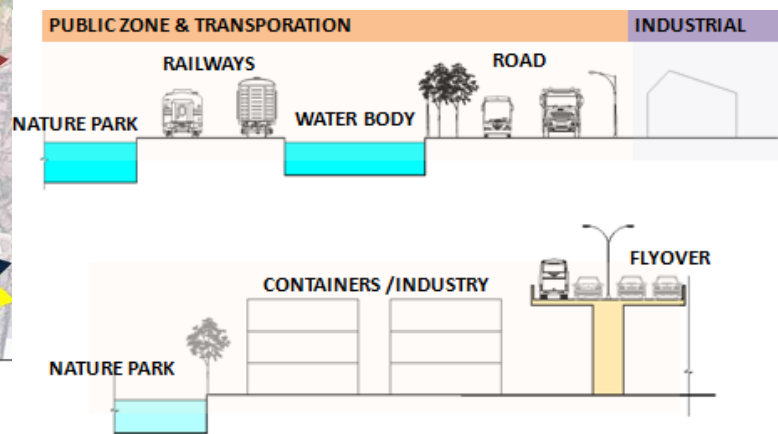 PUBLIC ZONE & TRANSPORATION
INDUSTRIAL
RAILWAYS
ROAD
NATURE PARK
WATER BODY
CONTAINERS /INDUSTRY
FLYOVER
NATURE PARK